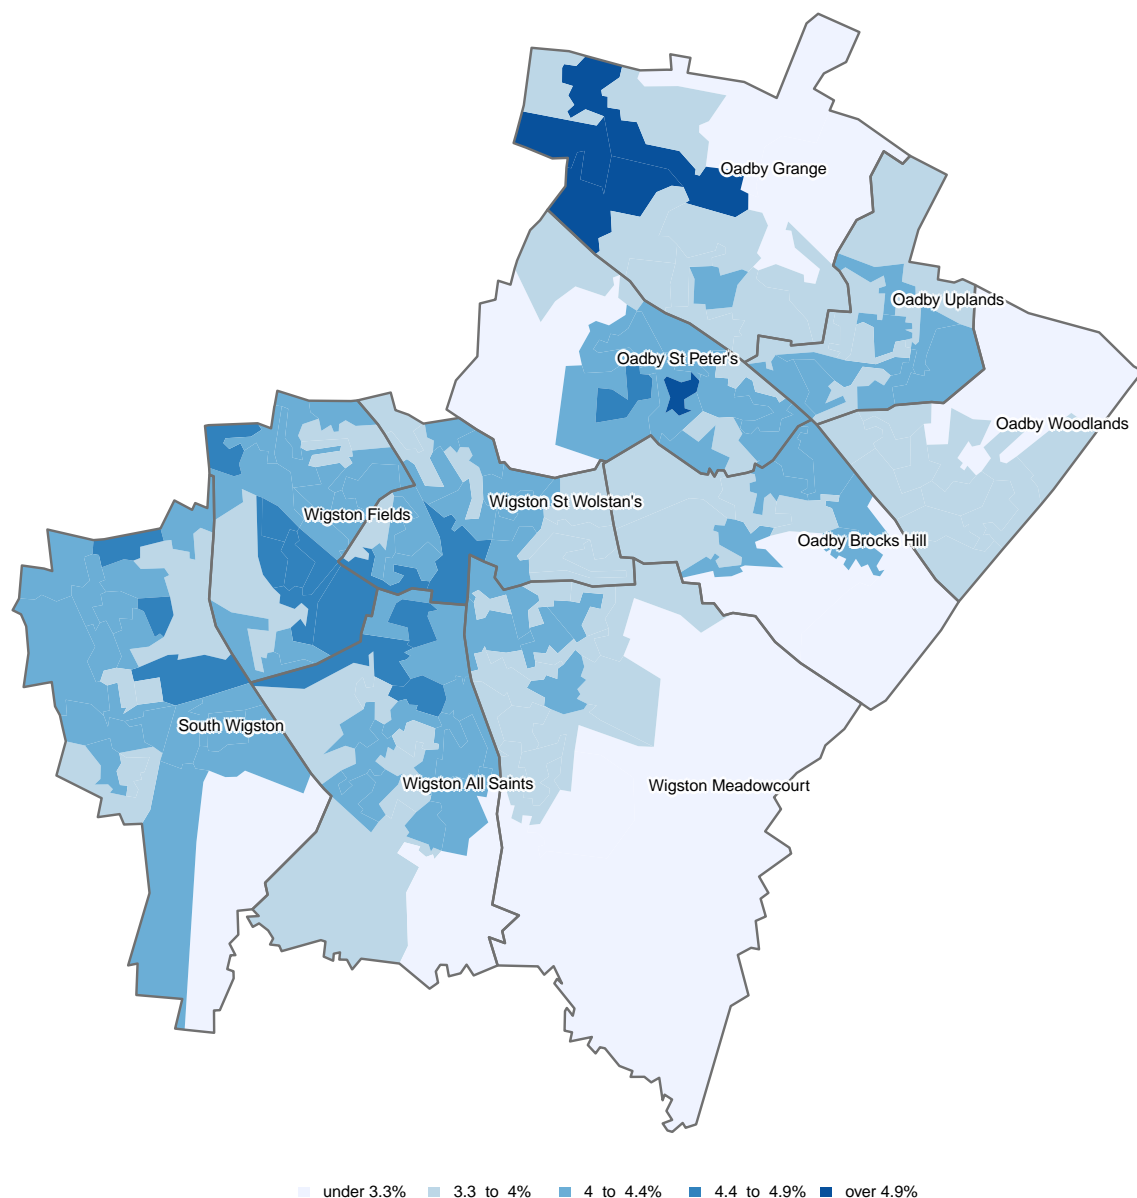 Oadby Grange
Oadby Uplands
Oadby St Peter's
Oadby Woodlands
Wigston St Wolstan's
Wigston Fields
Oadby Brocks Hill
South Wigston
Wigston All Saints
Wigston Meadowcourt
under 3.3% 3.3 to 4% 4 to 4.4% 4.4 to 4.9% over 4.9%